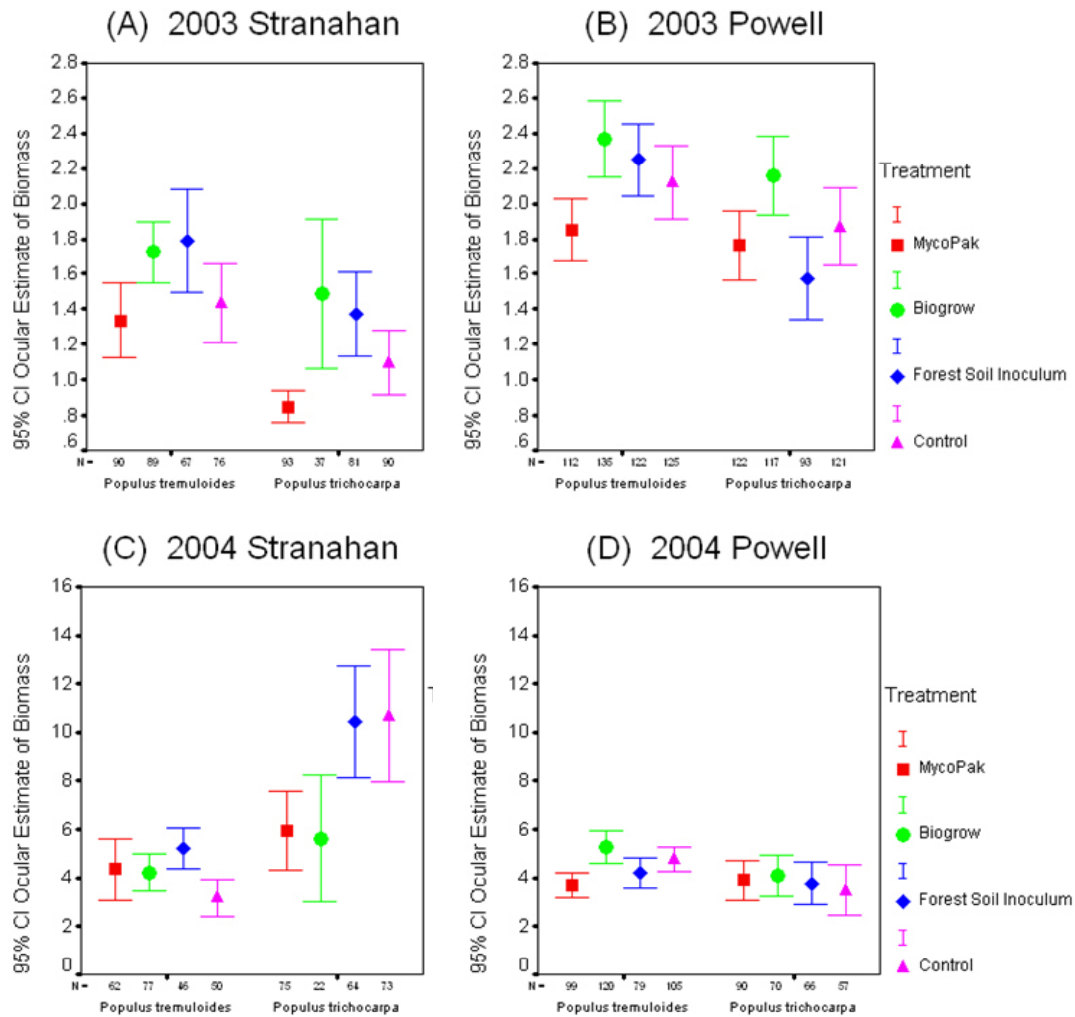 (A) 2003 Stranahan
(B) 2003 Powell
95% CI Ocular Estimate of Biomass
2.8
2.6
2.4
2.2
2.0
1.8
1.6
1.4
1.2
1.0
.8
.6
N = 90 89 67 76 93 37 81 90
Populus tremuloides Populus trichocarpa
95% CI Ocular Estimate of Biomass
2.8
2.6
2.4
2.2
2.0
1.8
1.6
1.4
1.2
1.0
.8
.6
N = 112 135 122 125 122 117 93 121
Populus tremuloides Populus trichocarpa
Treatment
MycoPak
Biogrow
Forest Soil Inoculum
Control
(C) 2004 Stranahan
(D) 2004 Powell
95% CI Ocular Estimate of Biomass
16
14
12
10
8
6
4
2
0
N = 62 77 46 50 75 22 64 73
Populus tremuloides Populus trichocarpa
95% CI Ocular Estimate of Biomass
16
14
12
10
8
6
4
2
0
N = 99 120 79 105 90 70 66 57
Populus tremuloides Populus trichocarpa
Treatment
MycoPak
Biogrow
Forest Soil Inoculum
Control